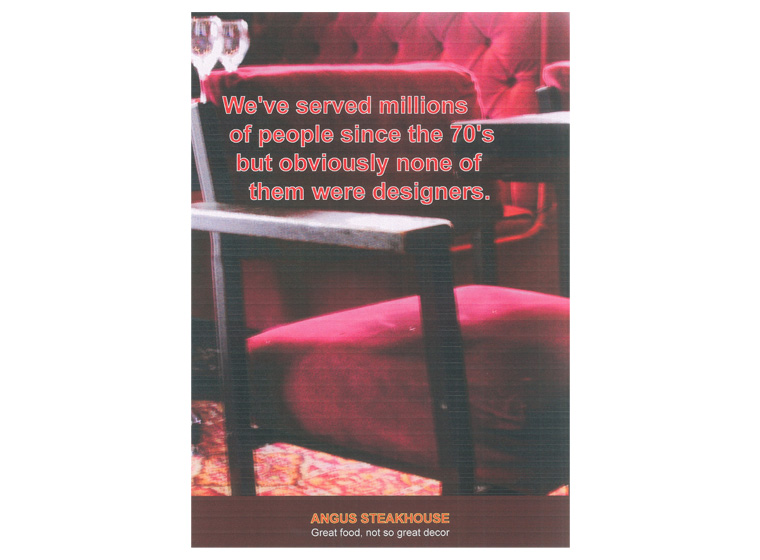 We've served millions
of people since the 70's
but obviously none of
them were designers.
ANGUS STEAKHOUSE
Great food, not so great decor